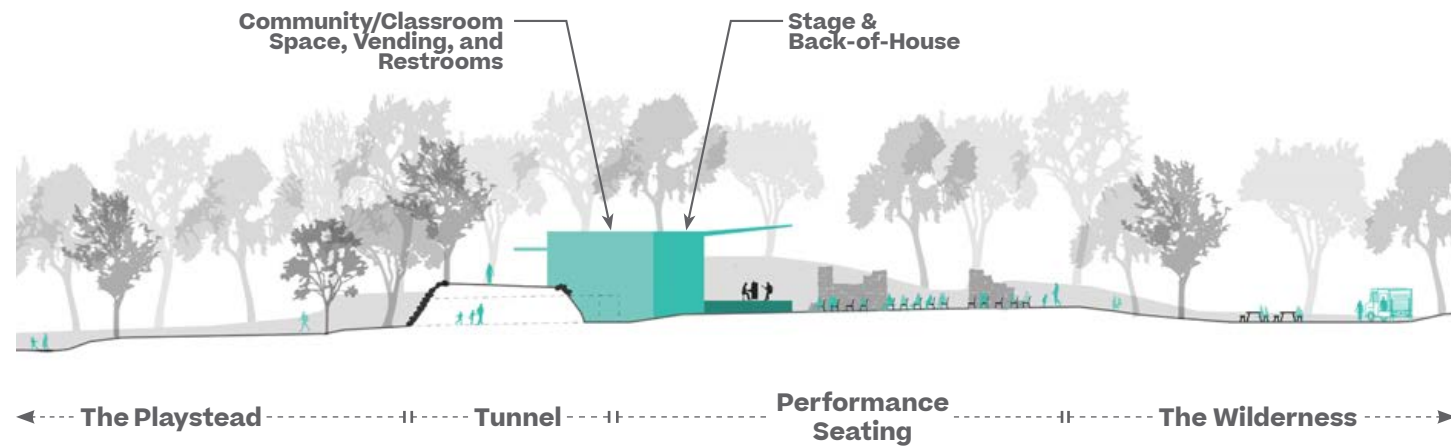 Community/Classroom
Space, Vending, and
Restrooms
Stage &
Back-of-House
The Playstead
Tunnel
Performance
Seating
The Wilderness